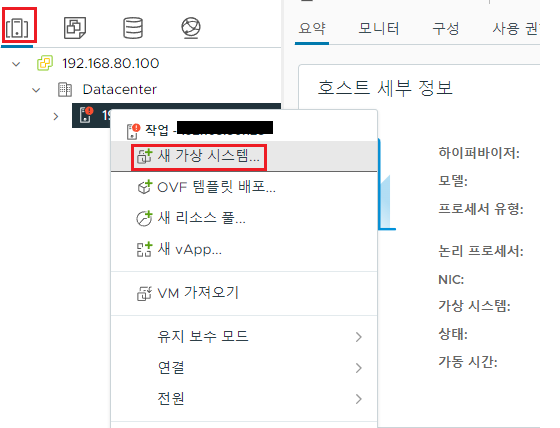 요약 모니터 구성 사용 권
192.168.80.100
Datacenter
호스트 세부 정보
작업 -
새 가상 시스템...
OVF 템플릿 배포...
새 리소스 풀...
새 vApp...
VM 가져오기
유지 보수 모드
연결
전원
하이퍼바이저:
모델:
프로세서 유형:
논리 프로세서:
NIC:
가상 시스템:
상태:
가동 시간: